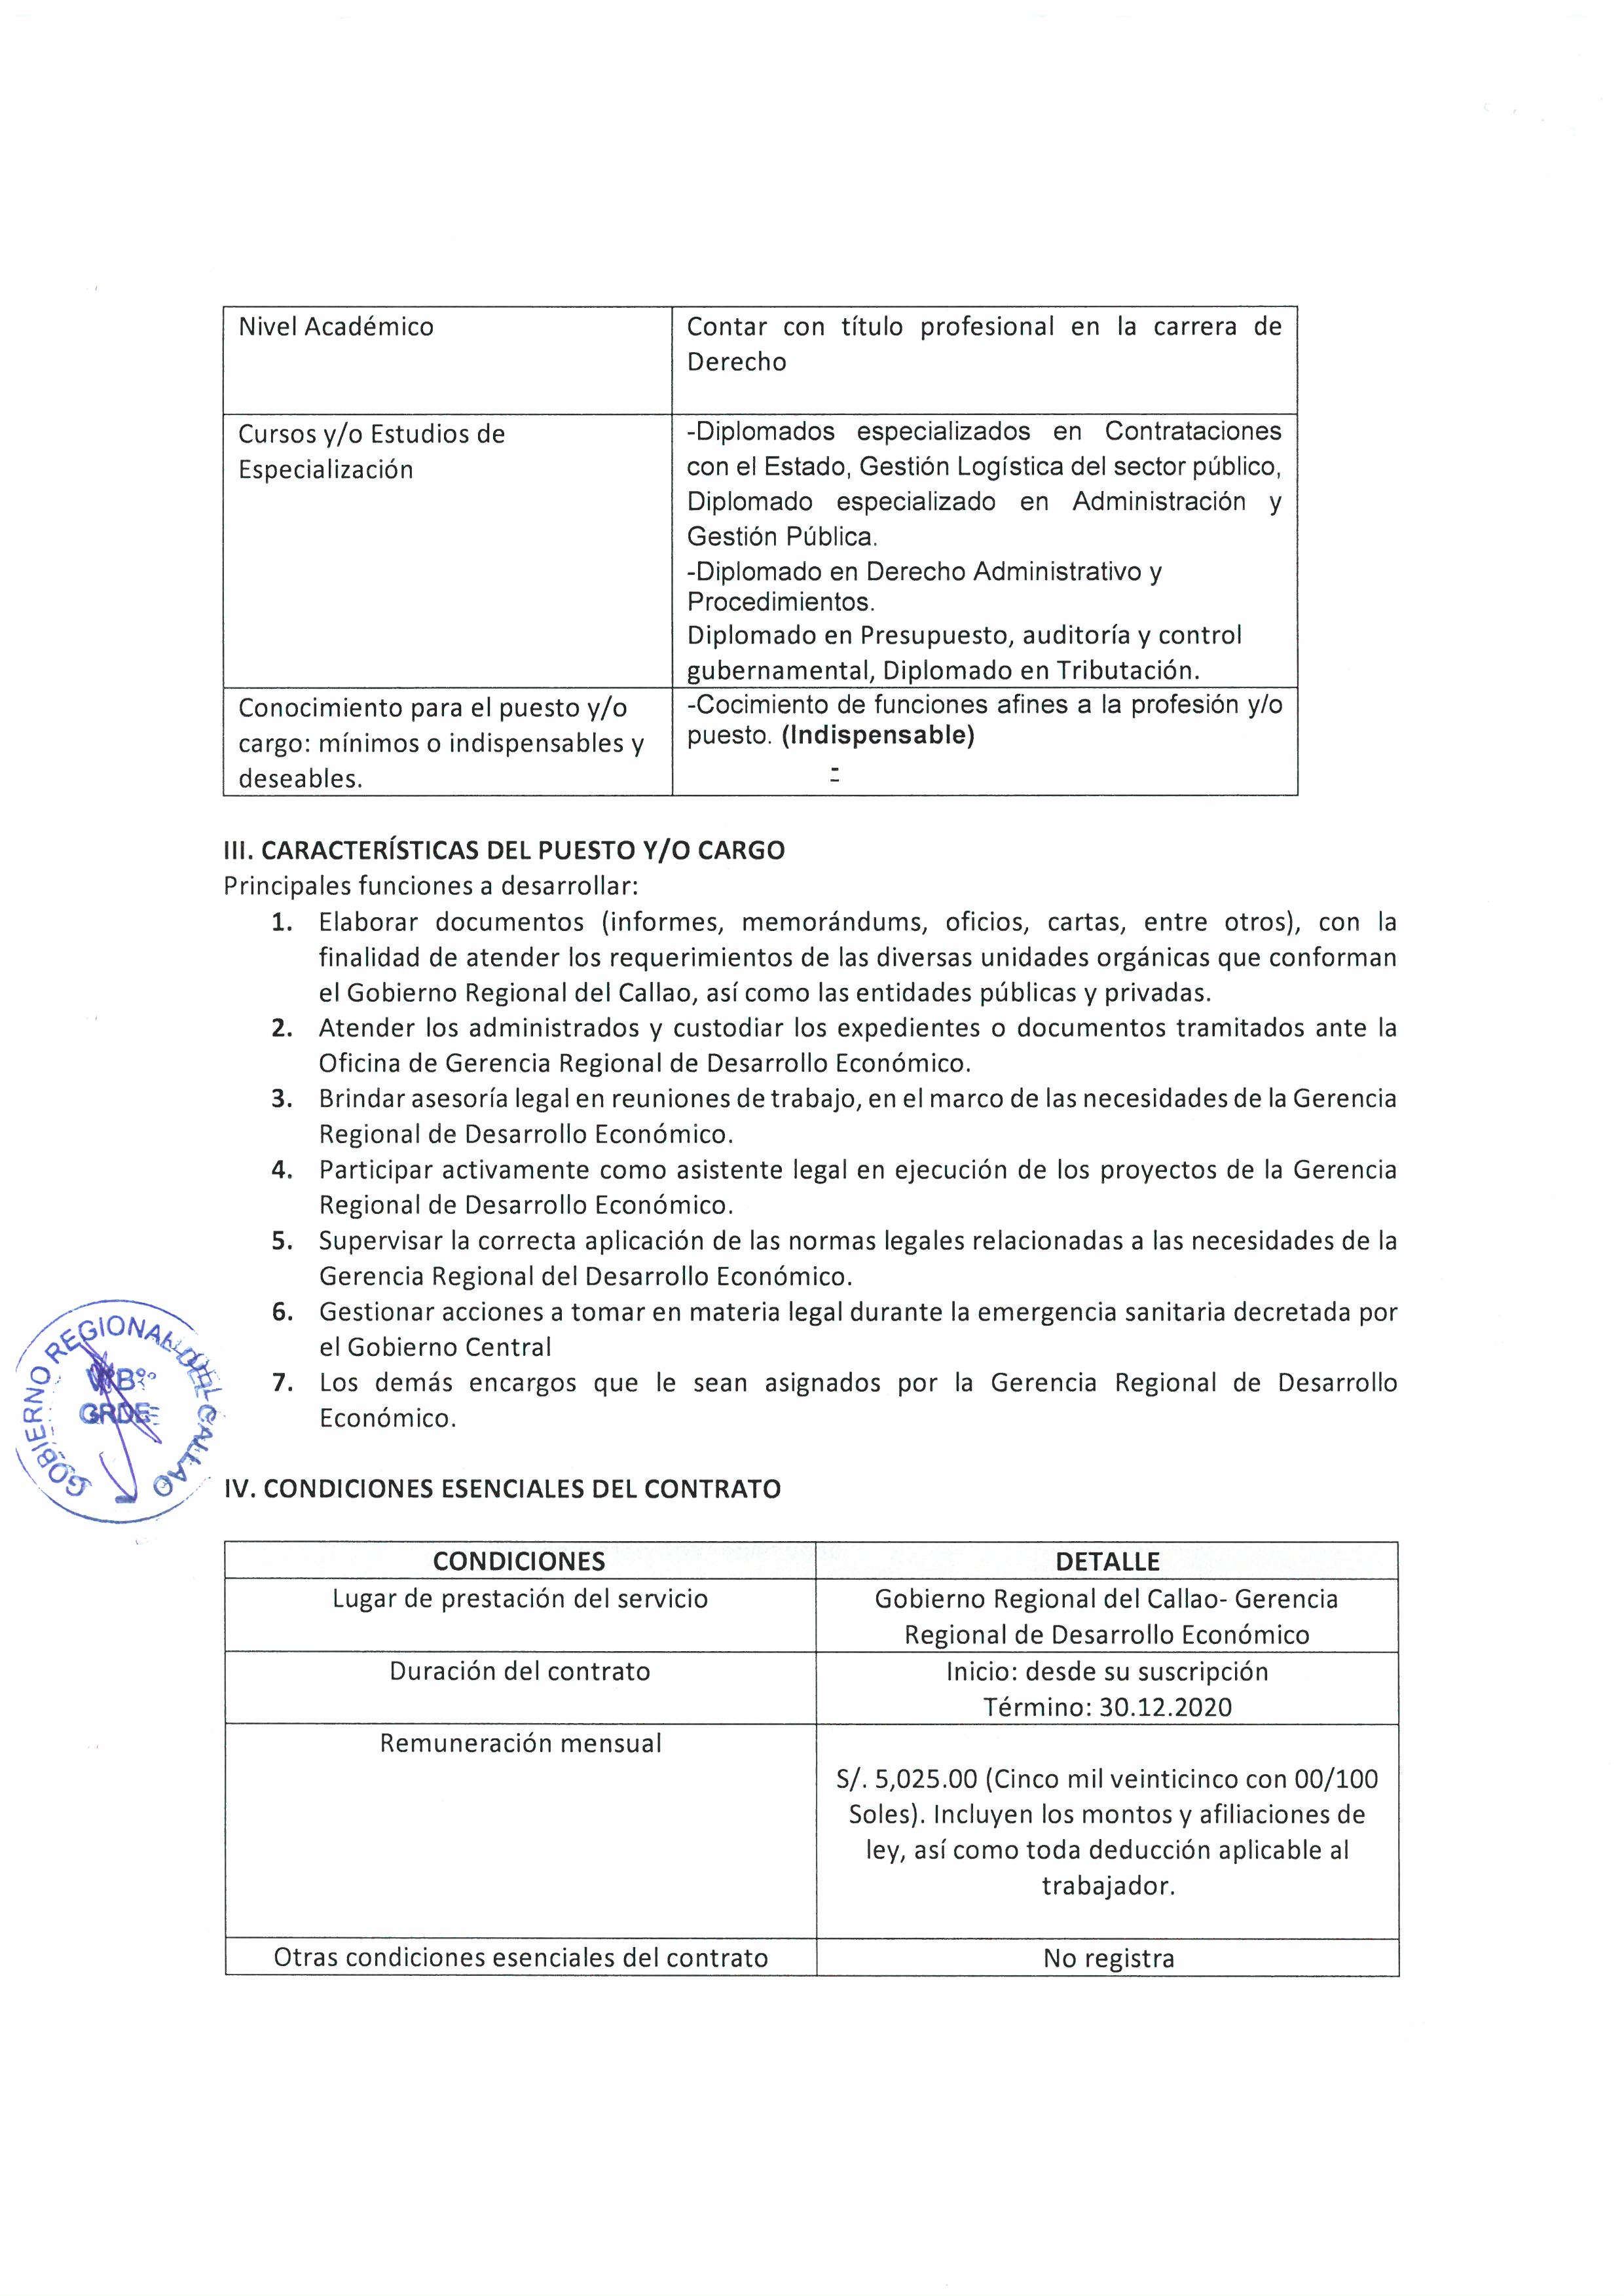 Nivel Académico
Contar con título profesional en la carrera de
Derecho
Cursos y/o Estudios de
Especialización
-Diplomados especializados en Contrataciones
con el Estado, Gestión Logística del sector público,
Diplomado especializado en Administración y
Gestión Pública.
-Diplomado en Derecho Administrativo y
Procedimientos.
Diplomado en Presupuesto, auditoría y control
gubernamental, Diplomado en Tributación.
Conocimiento para el puesto y/o
cargo: mínimos o indispensables y
deseables.
-Cocimiento de funciones afines a la profesión y/o
puesto. (Indispensable)
-
III. CARACTERÍSTICAS DEL PUESTO Y/O CARGO
Principales funciones a desarrollar:
1. Elaborar documentos (informes, memorándums, oficios, cartas, entre otros), con la
finalidad de atender los requerimientos de las diversas unidades orgánicas que conforman
el Gobierno Regional del Callao, así como las entidades públicas y privadas.
2. Atender los administrados y custodiar los expedientes o documentos tramitados ante la
Oficina de Gerencia Regional de Desarrollo Económico.
3. Brindar asesoría legal en reuniones de trabajo, en el marco de las necesidades de la Gerencia
Regional de Desarrollo Económico.
4. Participar activamente como asistente legal en ejecución de los proyectos de la Gerencia
Regional de Desarrollo Económico.
5. Supervisar la correcta aplicación de las normas legales relacionadas a las necesidades de la
Gerencia Regional del Desarrollo Económico.
6. Gestionar acciones a tomar en materia legal durante la emergencia sanitaria decretada por
el Gobierno Central
7. Los demás encargos que le sean asignados por la Gerencia Regional de Desarrollo
Económico.
GOBIERNO REGIONAL DEL CALLAO
GRDE
IV. CONDICIONES ESENCIALES DEL CONTRATO
CONDICIONES
DETALLE
Lugar de prestación del servicio
Gobierno Regional del Callao- Gerencia
Regional de Desarrollo Económico
Duración del contrato
Inicio: desde su suscripción
Término: 30.12.2020
Remuneración mensual
S/. 5,025.00 (Cinco mil veinticinco con 00/100
Soles). Incluyen los montos y afiliaciones de
ley, así como toda deducción aplicable al
trabajador.
Otras condiciones esenciales del contrato
No registra